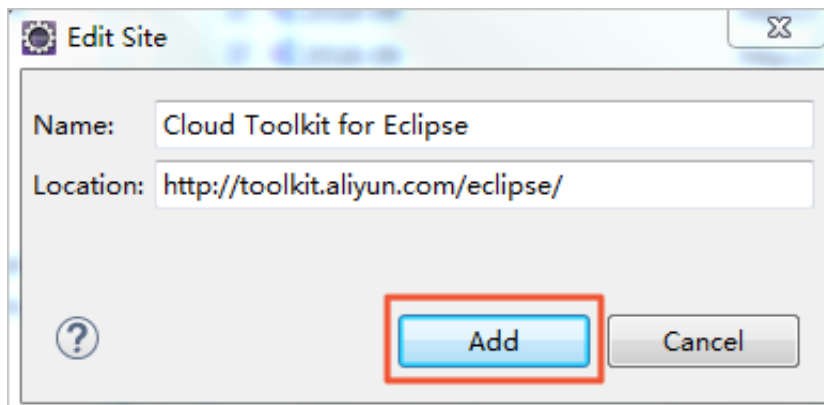 Edit Site
Name: Cloud Toolkit for Eclipse
Location: http://toolkit.aliyun.com/eclipse/
Add Cancel